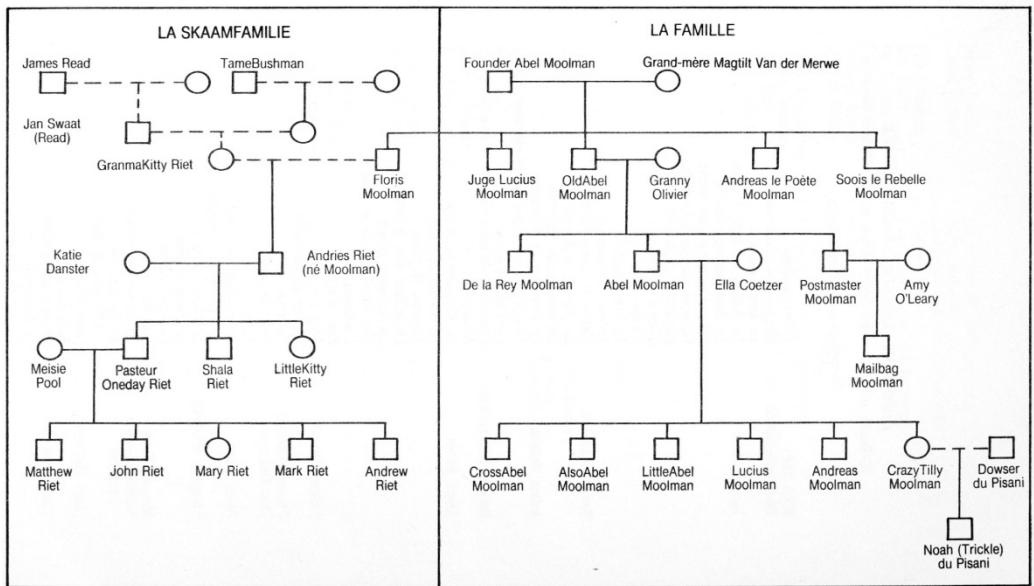 LA SKAAMFAMILIE
LA FAMILLE
James Read
TameBushman
Founder Abel Moolman
Grand-mère Magtilt Van der Merwe
Jan Swaat
(Read)
GranmaKitty Riet
Floris
Moolman
Juge Lucius
Moolman
OldAbel
Moolman
Granny
Olivier
Andreas le Poète
Moolman
Soois le Rebelle
Moolman
Katie
Danster
Andries Riet
(né Moolman)
De la Rey Moolman
Abel Moolman
Ella Coetzer
Postmaster
Moolman
Amy
O'Leary
Meisie
Pool
Pasteur
Oneday Riet
Shala
Riet
LittleKitty
Riet
Mailbag
Moolman
Matthew
Riet
John Riet
Mary Riet
Mark Riet
Andrew
Riet
CrossAbel
Moolman
AlsoAbel
Moolman
LittleAbel
Moolman
Lucius
Moolman
Andreas
Moolman
CrazyTilly
Moolman
Dowser
du Pisani
Noah (Trickle)
du Pisani